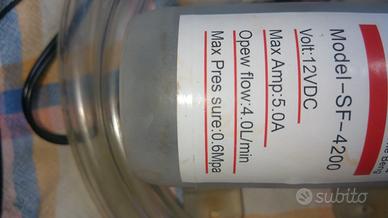 Model-SF-4200
Volt:12VDC
Max Amp:5.0A
Opew flow:4.0L/min
Max Pres sure:0.6Mpa
subito